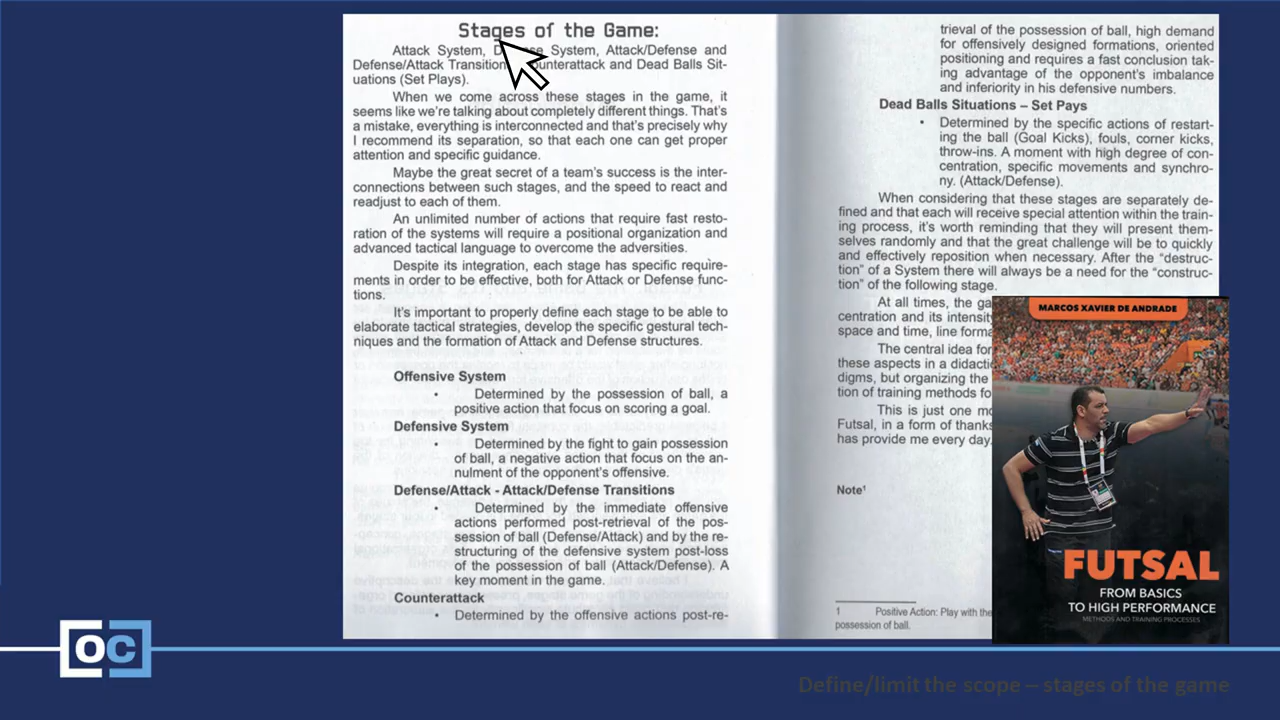 Stages of the Game:
Attack System, D se System, Attack/Defense and
Defense/Attack Transition ounterattack and Dead Balls Sit-
uations (Set Plays).
When we come across these stages in the game, it
seems like we're talking about completely different things. That's
a mistake, everything is interconnected and that's precisely why
I recommend its separation, so that each one can get proper
attention and specific guidance.
Maybe the great secret of a team's success is the inter-
connections between such stages, and the speed to react and
readjust to each of them.
An unlimited number of actions that require fast resto-
ration of the systems will require a positional organization and
advanced tactical language to overcome the adversities.
Despite its integration, each stage has specific require-
ments in order to be effective, both for Attack or Defense func-
tions.
It's important to properly define each stage to be able to
elaborate tactical strategies, develop the specific gestural tech-
niques and the formation of Attack and Defense structures.
Offensive System
• Determined by the possession of ball, a
positive action that focus on scoring a goal.
Defensive System
• Determined by the fight to gain possession
of ball, a negative action that focus on the an-
nulment of the opponent's offensive.
Defense/Attack - Attack/Defense Transitions
• Determined by the immediate offensive
actions performed post-retrieval of the pos-
session of ball (Defense/Attack) and by the re-
structuring of the defensive system post-loss
of the possession of ball (Attack/Defense). A
key moment in the game.
Counterattack
• Determined by the offensive actions post-re-
trieval of the possession of ball, high demand
for offensively designed formations, oriented
positioning and requires a fast conclusion tak-
ing advantage of the opponent's imbalance
and inferiority in his defensive numbers.
Dead Balls Situations – Set Pays
• Determined by the specific actions of restart-
ing the ball (Goal Kicks), fouls, corner kicks,
throw-ins. A moment with high degree of con-
centration, specific movements and synchro-
ny. (Attack/Defense).
When considering that these stages are separately de-
fined and that each will receive special attention within the train-
ing process, it's worth reminding that they will present them-
selves randomly and that the great challenge will be to quickly
and effectively reposition when necessary. After the "destruc-
tion" of a System there will always be a need for the "construc-
tion" of the following stage.
At all times, the ga
centration and its intensity
space and time, line forma
The central idea for
these aspects in a didactic
digms, but organizing the
tion of training methods fo
This is just one mo
Futsal, in a form of thanks
has provide me every day.
Note¹
1 Positive Action: Play with the
possession of ball.
MARCOS XAVIER DE ANDRADE
FUTSAL
FROM BASICS
TO HIGH PERFORMANCE
METHODS AND TRAINING PROCESSES
OC
Define/limit the scope – stages of the game